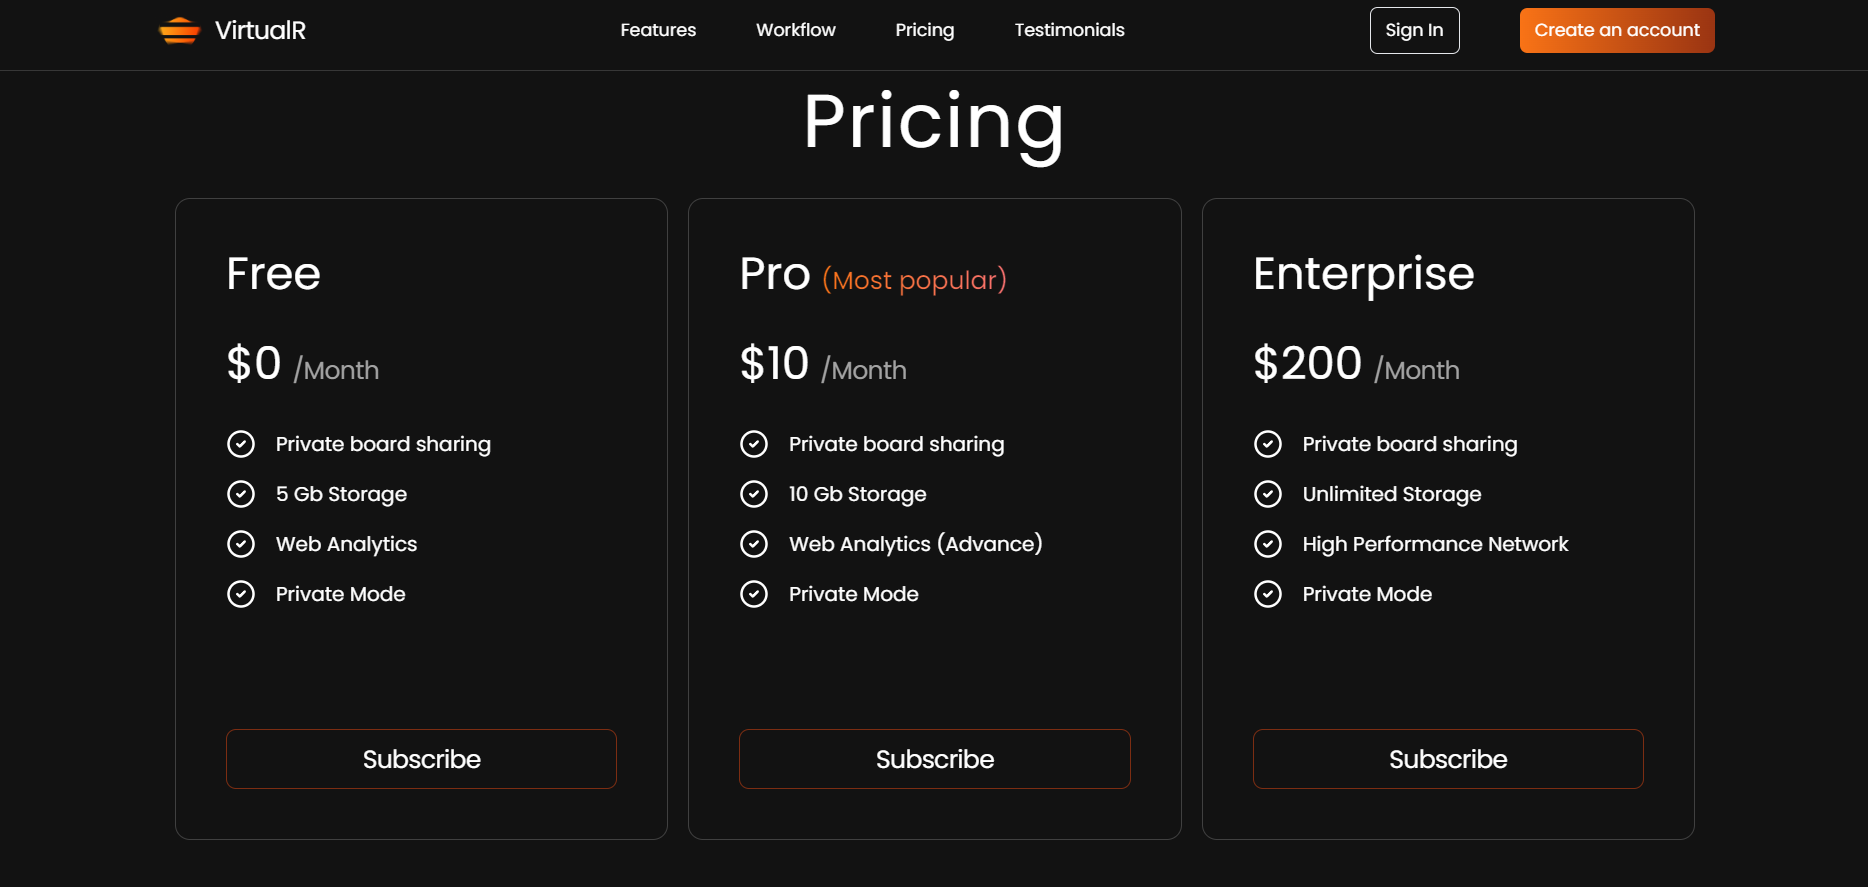 VirtualR
Features
Workflow
Pricing
Testimonials
Sign In
Create an account
Pricing
Free
$0 /Month
Private board sharing
5 Gb Storage
Web Analytics
Private Mode
Subscribe
Pro (Most popular)
$10 /Month
Private board sharing
10 Gb Storage
Web Analytics (Advance)
Private Mode
Subscribe
Enterprise
$200 /Month
Private board sharing
Unlimited Storage
High Performance Network
Private Mode
Subscribe